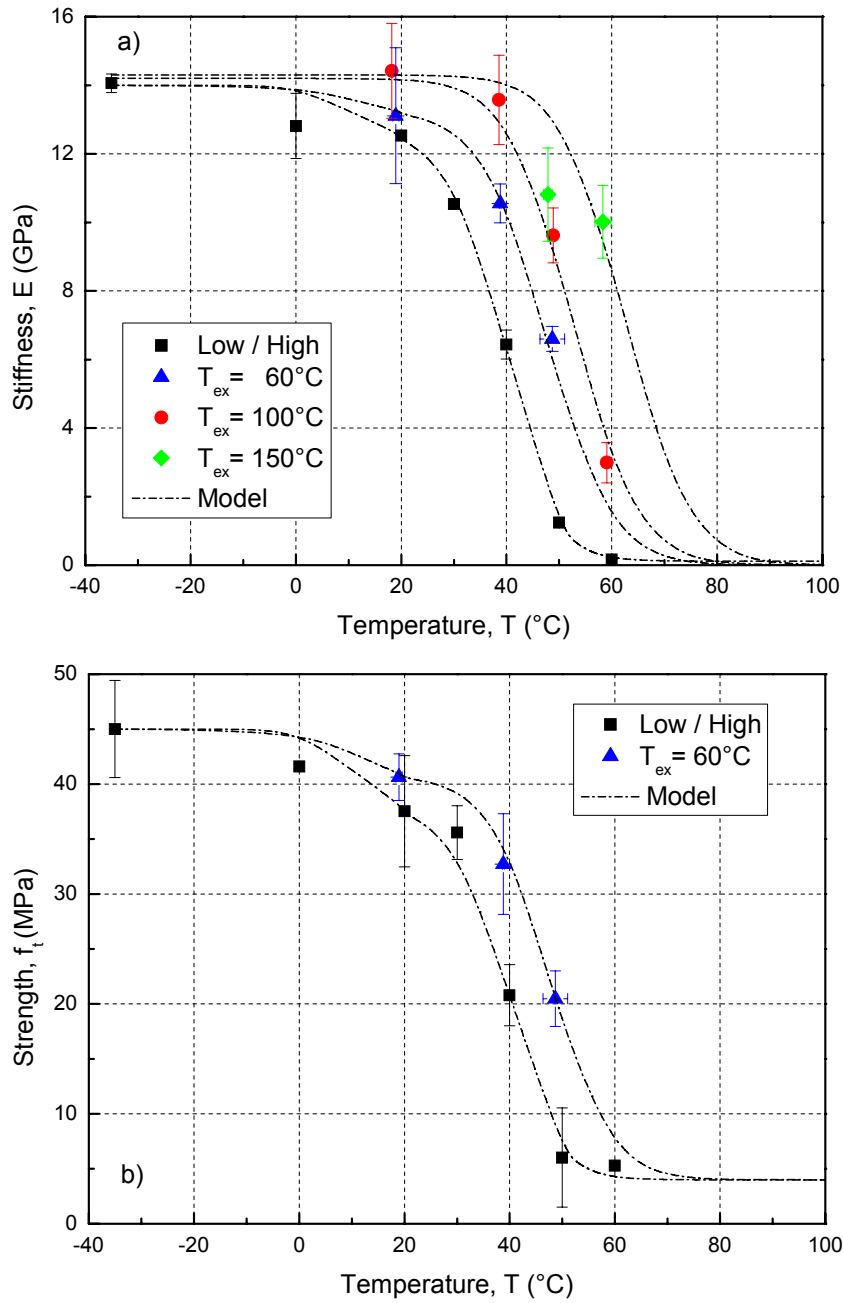 a)
16
12
8
4
0
Stiffness, E (GPa)
Low / High
T_ex = 60°C
T_ex = 100°C
T_ex = 150°C
Model
-40 -20 0 20 40 60 80 100
Temperature, T (°C)
50
40
30
20
10
0
Strength, f_t (MPa)
Low / High
T_ex = 60°C
Model
b)
-40 -20 0 20 40 60 80 100
Temperature, T (°C)